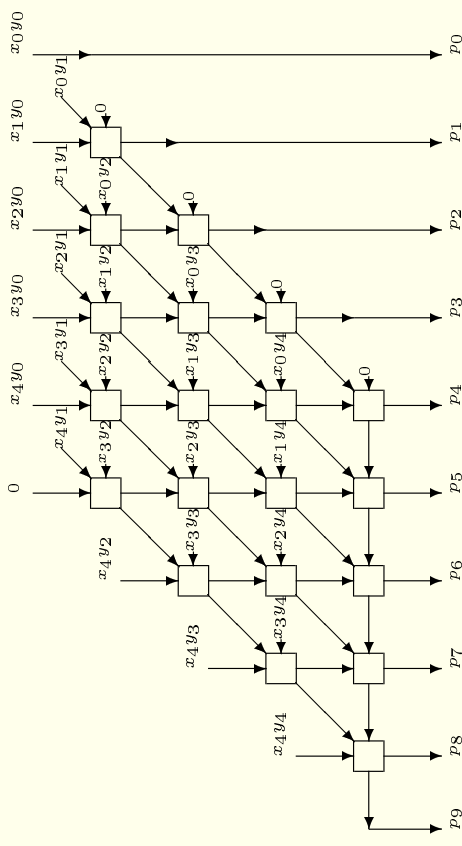 x₀y₀
p₀
x₀y₁
0
x₁y₀
p₁
x₁y₁
x₀y₂
0
x₂y₀
p₂
x₂y₁
x₁y₂
x₀y₃
0
x₃y₀
p₃
x₃y₁
x₂y₂
x₁y₃
x₀y₄
0
x₄y₀
p₄
x₄y₁
x₃y₂
x₂y₃
x₁y₄
0
p₅
x₄y₂
x₃y₃
x₂y₄
p₆
x₄y₃
x₃y₄
p₇
x₄y₄
p₈
p₉